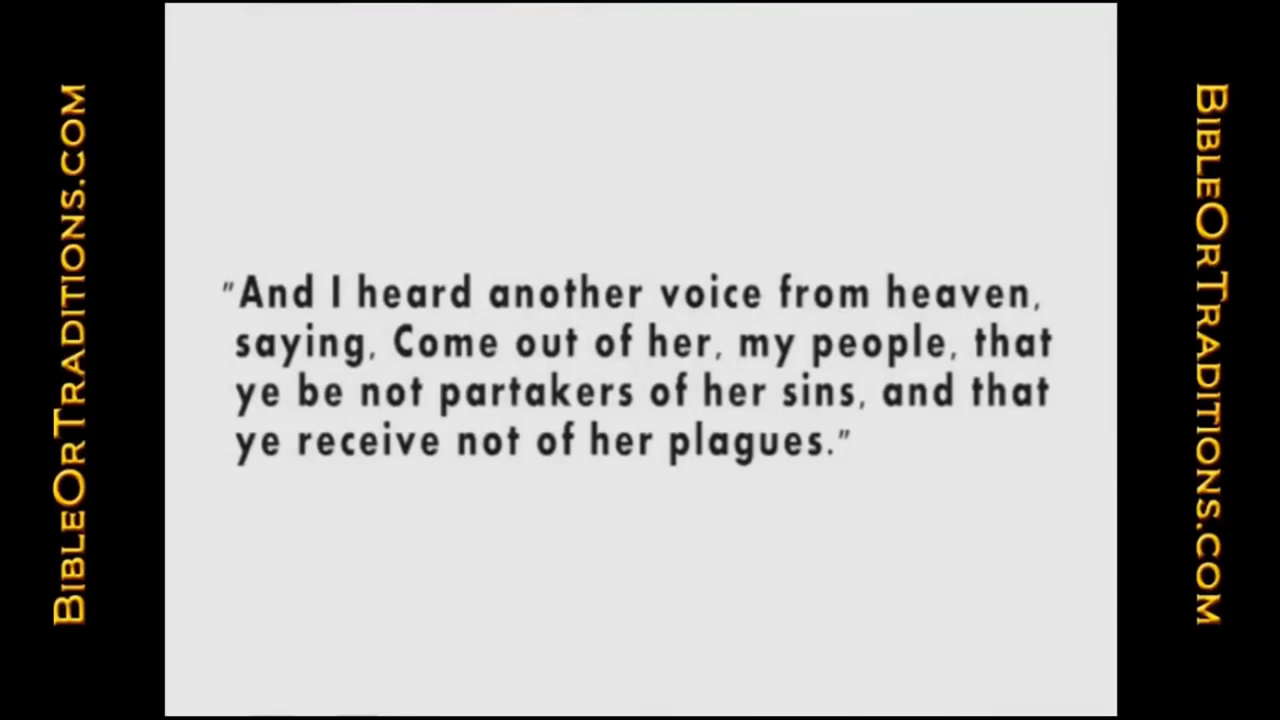 BIBLEORTRADITIONS.COM
"And I heard another voice from heaven,
saying, Come out of her, my people, that
ye be not partakers of her sins, and that
ye receive not of her plagues."
BIBLEORTRADITIONS.COM